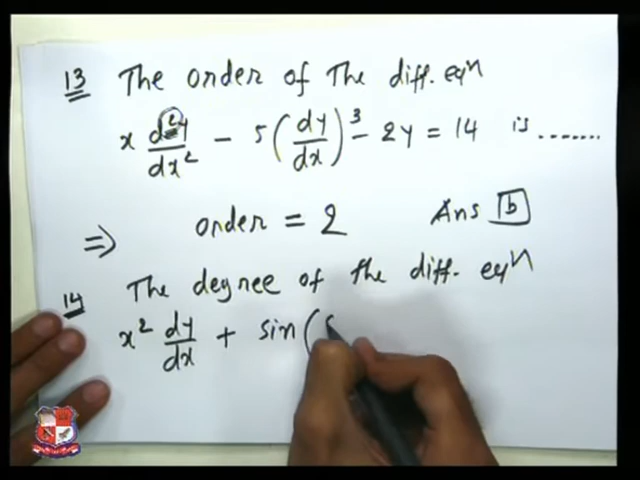 13 The order of The diff. eqn
x d²y/dx² - 5(dy/dx)³ - 2y = 14 is .......
⇒ order = 2 Ans b
14 The degree of the diff. eqn
x² dy/dx + sin(